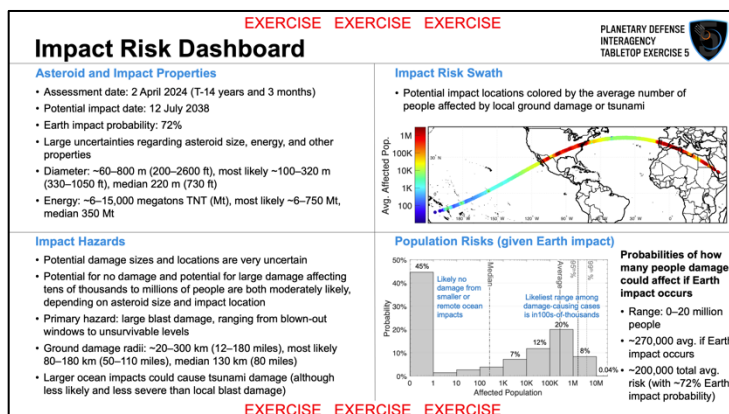 EXERCISE EXERCISE EXERCISE
Impact Risk Dashboard
PLANETARY DEFENSE
INTERAGENCY
TABLETOP EXERCISE 5
Asteroid and Impact Properties
• Assessment date: 2 April 2024 (T-14 years and 3 months)
• Potential impact date: 12 July 2038
• Earth impact probability: 72%
• Large uncertainties regarding asteroid size, energy, and other
properties
• Diameter: ~60–800 m (200–2600 ft), most likely ~100–320 m
(330–1050 ft), median 220 m (730 ft)
• Energy: ~6–15,000 megatons TNT (Mt), most likely ~6–750 Mt,
median 350 Mt
Impact Risk Swath
• Potential impact locations colored by the average number of
people affected by local ground damage or tsunami
Avg. Affected Pop.
1M
100K
10K
1K
100
Impact Hazards
• Potential damage sizes and locations are very uncertain
• Potential for no damage and potential for large damage affecting
tens of thousands to millions of people are both moderately likely,
depending on asteroid size and impact location
• Primary hazard: large blast damage, ranging from blown-out
windows to unsurvivable levels
• Ground damage radii: ~20–300 km (12–180 miles), most likely
80–180 km (50–110 miles), median 130 km (80 miles)
• Larger ocean impacts could cause tsunami damage (although
less likely and less severe than local blast damage)
Population Risks (given Earth impact)
Probability
50%
40%
30%
20%
10%
0%
45%
Likely no
damage from
smaller or
remote ocean
impacts
Median
Average
95th %
99th %
Likeliest range among
damage-causing cases
is in100s-of-thousands
7%
12%
20%
8%
0.04%
0 1 10 100 1K 10K 100K 1M 10M
Affected Population
Probabilities of how
many people damage
could affect if Earth
impact occurs
• Range: 0–20 million
people
• ~270,000 avg. if Earth
impact occurs
• ~200,000 total avg.
risk (with ~72% Earth
impact probability)
EXERCISE EXERCISE EXERCISE